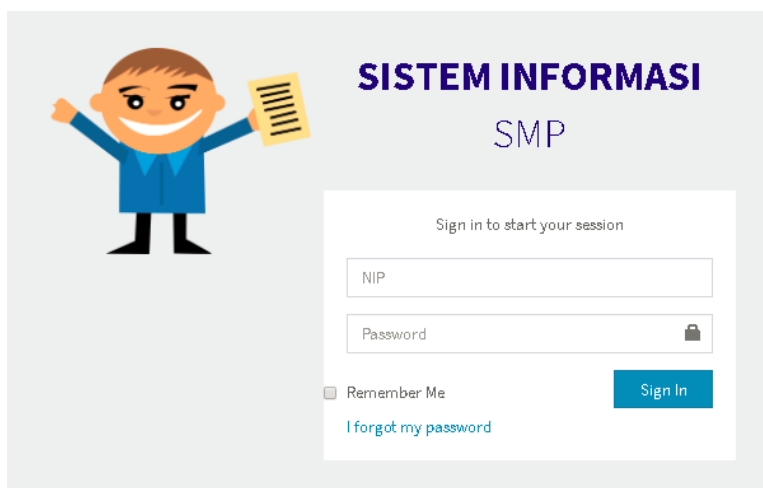 SISTEM INFORMASI
SMP
Sign in to start your session
NIP
Password
Remember Me
Sign In
I forgot my password